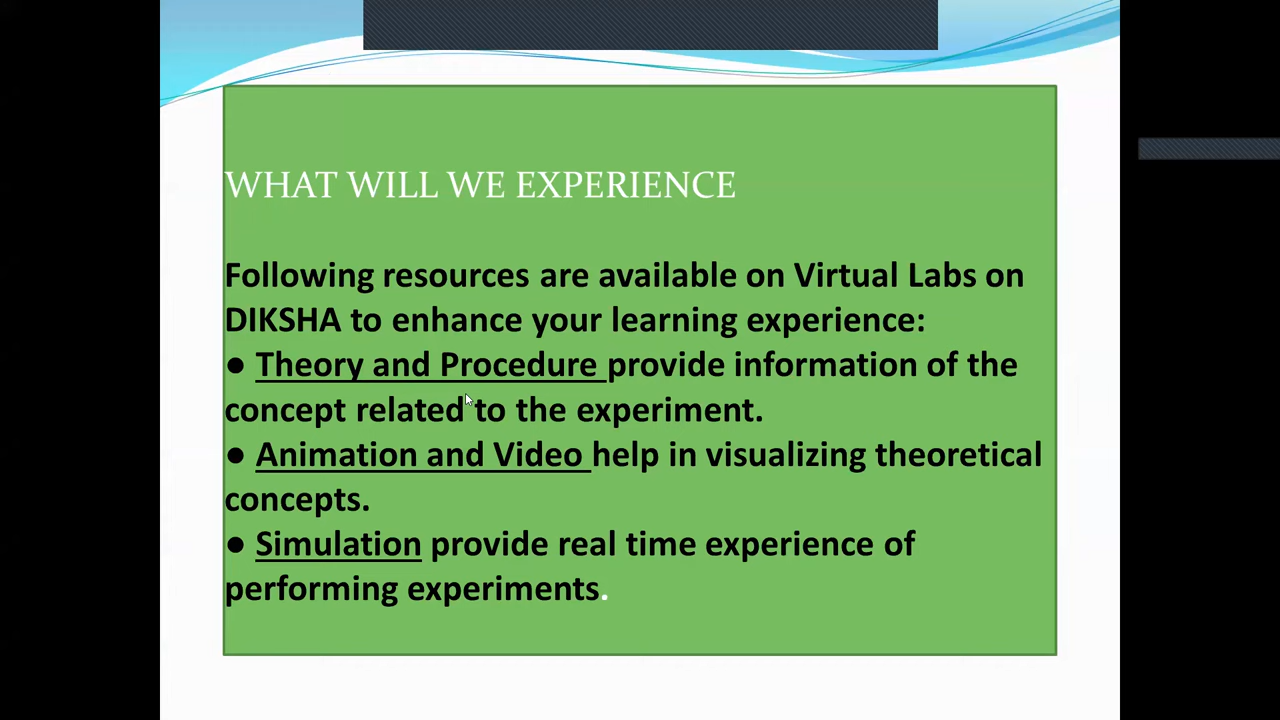 WHAT WILL WE EXPERIENCE
Following resources are available on Virtual Labs on
DIKSHA to enhance your learning experience:
● Theory and Procedure provide information of the
concept related to the experiment.
● Animation and Video help in visualizing theoretical
concepts.
● Simulation provide real time experience of
performing experiments.